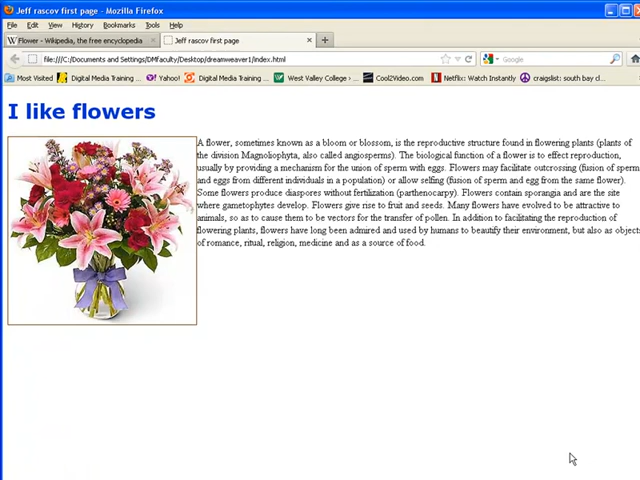 Jeff rascov first page - Mozilla Firefox
File Edit View History Bookmarks Tools Help
Flower - Wikipedia, the free encyclopedia × Jeff rascov first page × +
file:///C:/Documents and Settings/DMFaculty/Desktop/dreamweaver1/index.html Google
Most Visited Digital Media Training ... Yahoo! Digital Media Training ... West Valley College › ... Cool2Video.com Netflix: Watch Instantly craigslist: south bay cl...
I like flowers
A flower, sometimes known as a bloom or blossom, is the reproductive structure found in flowering plants (plants of
the division Magnoliophyta, also called angiosperms). The biological function of a flower is to effect reproduction,
usually by providing a mechanism for the union of sperm with eggs. Flowers may facilitate outcrossing (fusion of sperm
and eggs from different individuals in a population) or allow selfing (fusion of sperm and egg from the same flower).
Some flowers produce diaspores without fertilization (parthenocarpy). Flowers contain sporangia and are the site
where gametophytes develop. Flowers give rise to fruit and seeds. Many flowers have evolved to be attractive to
animals, so as to cause them to be vectors for the transfer of pollen. In addition to facilitating the reproduction of
flowering plants, flowers have long been admired and used by humans to beautify their environment, but also as objects
of romance, ritual, religion, medicine and as a source of food.